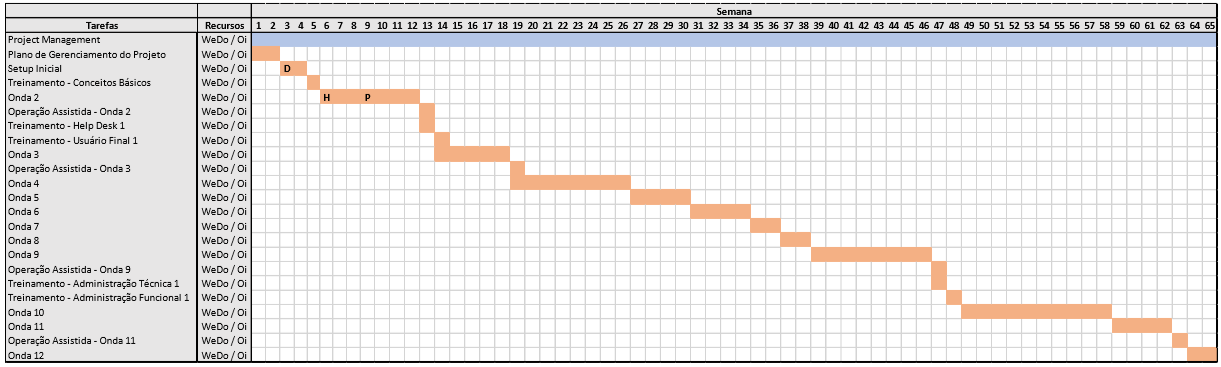 Semana
Tarefas Recursos 1 2 3 4 5 6 7 8 9 10 11 12 13 14 15 16 17 18 19 20 21 22 23 24 25 26 27 28 29 30 31 32 33 34 35 36 37 38 39 40 41 42 43 44 45 46 47 48 49 50 51 52 53 54 55 56 57 58 59 60 61 62 63 64 65
Project Management WeDo / Oi
Plano de Gerenciamento do Projeto WeDo / Oi
Setup Inicial WeDo / Oi D
Treinamento - Conceitos Básicos WeDo / Oi
Onda 2 WeDo / Oi H P
Operação Assistida - Onda 2 WeDo / Oi
Treinamento - Help Desk 1 WeDo / Oi
Treinamento - Usuário Final 1 WeDo / Oi
Onda 3 WeDo / Oi
Operação Assistida - Onda 3 WeDo / Oi
Onda 4 WeDo / Oi
Onda 5 WeDo / Oi
Onda 6 WeDo / Oi
Onda 7 WeDo / Oi
Onda 8 WeDo / Oi
Onda 9 WeDo / Oi
Operação Assistida - Onda 9 WeDo / Oi
Treinamento - Administração Técnica 1 WeDo / Oi
Treinamento - Administração Funcional 1 WeDo / Oi
Onda 10 WeDo / Oi
Onda 11 WeDo / Oi
Operação Assistida - Onda 11 WeDo / Oi
Onda 12 WeDo / Oi